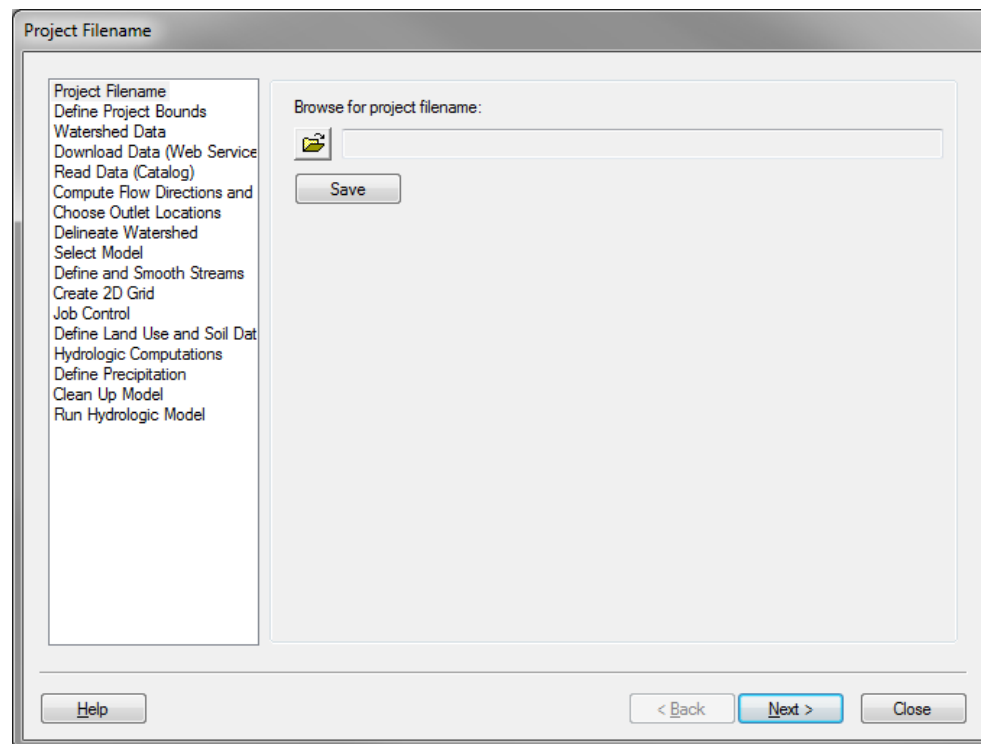 Project Filename
Project Filename
Define Project Bounds
Watershed Data
Download Data (Web Service
Read Data (Catalog)
Compute Flow Directions and
Choose Outlet Locations
Delineate Watershed
Select Model
Define and Smooth Streams
Create 2D Grid
Job Control
Define Land Use and Soil Dat
Hydrologic Computations
Define Precipitation
Clean Up Model
Run Hydrologic Model
Browse for project filename:
Save
Help
< Back
Next >
Close